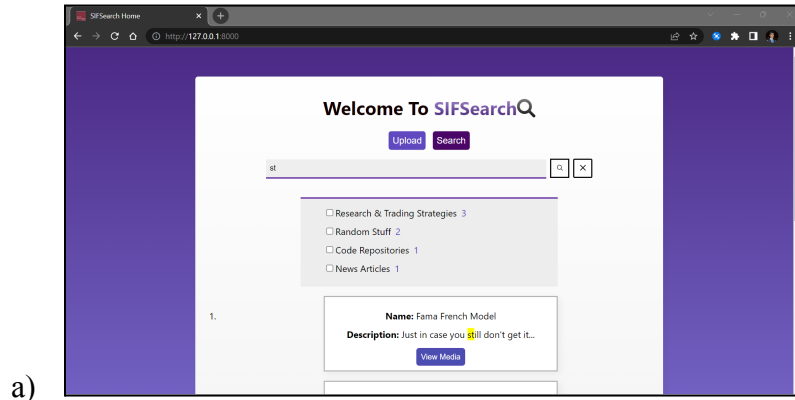 SIFSearch Home
http://127.0.0.1:8000
Welcome To SIFSearch
Upload Search
st
Research & Trading Strategies 3
Random Stuff 2
Code Repositories 1
News Articles 1
1.
Name: Fama French Model
Description: Just in case you still don't get it...
View Media
a)